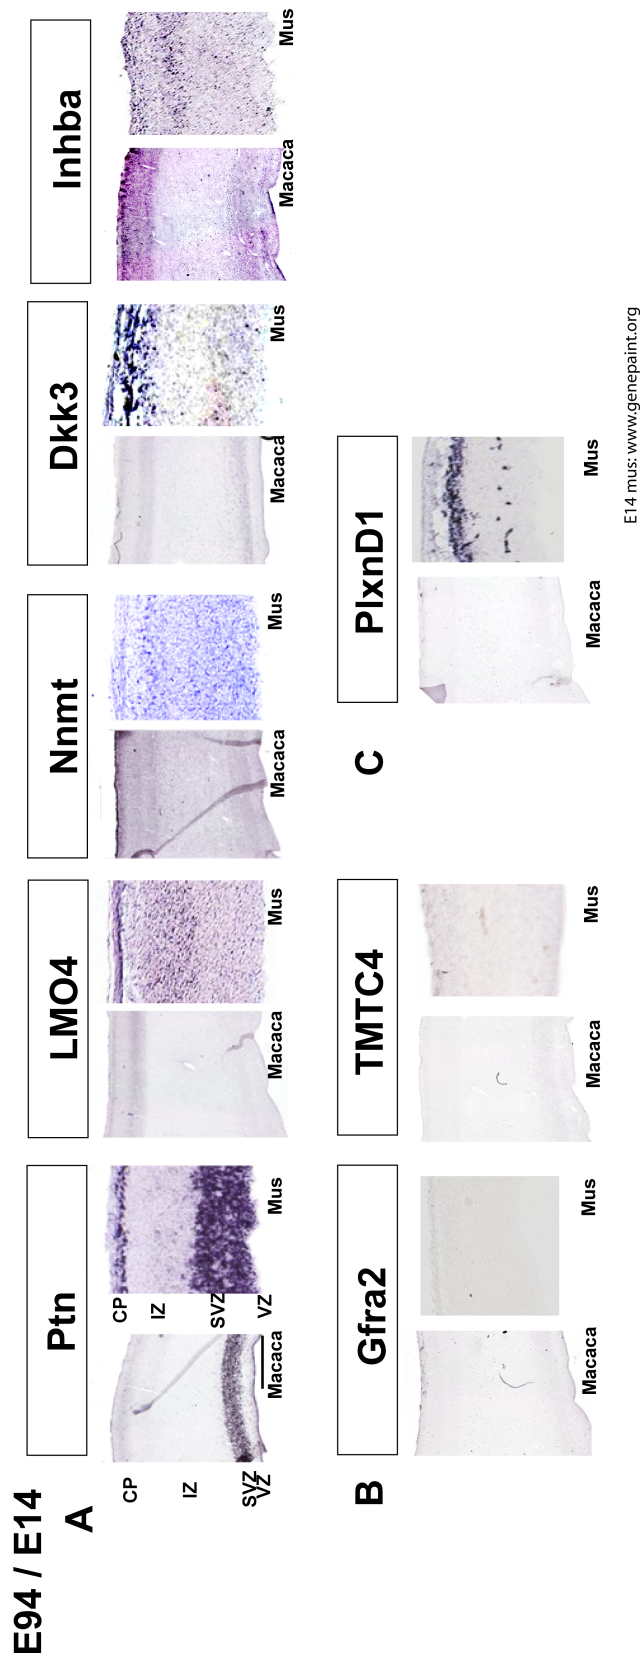 E94 / E14
A
Ptn
LMO4
Nnmt
Dkk3
Inhba
CP
IZ
SVZ
VZ
CP
IZ
SVZ
VZ
Macaca
Mus
Macaca
Mus
Macaca
Mus
Macaca
Mus
Macaca
Mus
B
Gfra2
TMTC4
C
PlxnD1
Macaca
Mus
Macaca
Mus
Macaca
Mus
E14 mus: www.genepaint.org